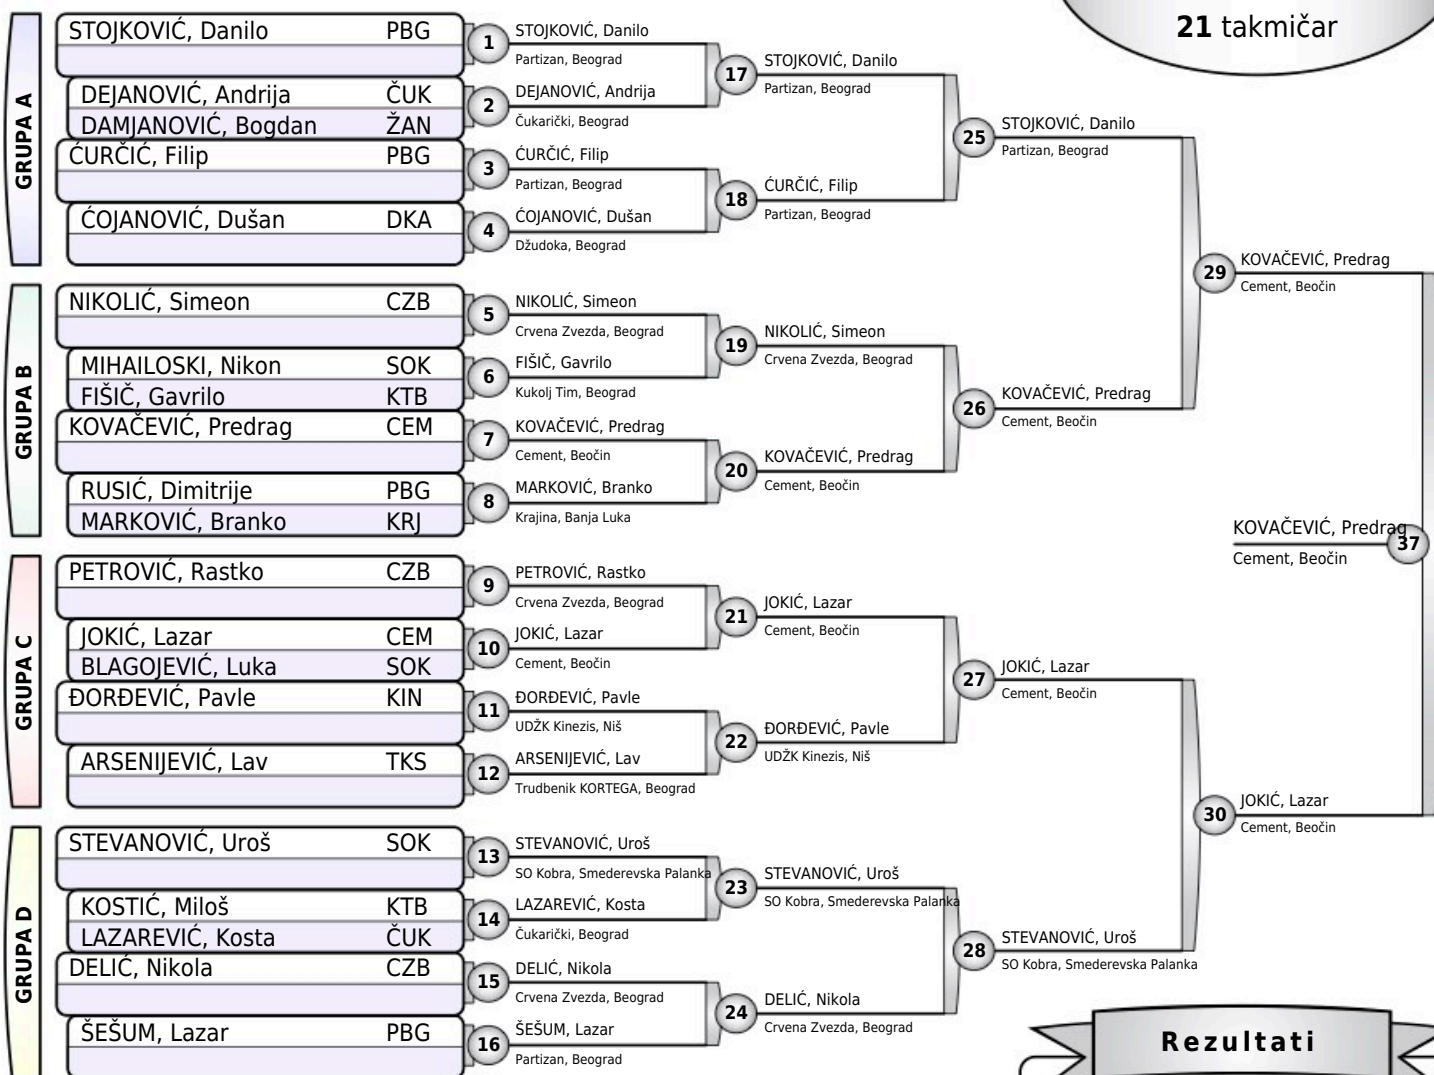 21 takmičar
GRUPA A
STOJKOVIĆ, Danilo PBG
DEJANOVIĆ, Andrija ČUK
DAMJANOVIĆ, Bogdan ŽAN
ĆURČIĆ, Filip PBG
ĆOJANOVIĆ, Dušan DKA
GRUPA B
NIKOLIĆ, Simeon CZB
MIHAILOSKI, Nikon SOK
FIŠIČ, Gavrilo KTB
KOVAČEVIĆ, Predrag CEM
RUSIĆ, Dimitrije PBG
MARKOVIĆ, Branko KRJ
GRUPA C
PETROVIĆ, Rastko CZB
JOKIĆ, Lazar CEM
BLAGOJEVIĆ, Luka SOK
ĐORĐEVIĆ, Pavle KIN
ARSENIJEVIĆ, Lav TKS
GRUPA D
STEVANOVIĆ, Uroš SOK
KOSTIĆ, Miloš KTB
LAZAREVIĆ, Kosta ČUK
DELIĆ, Nikola CZB
ŠEŠUM, Lazar PBG
1
STOJKOVIĆ, Danilo
Partizan, Beograd
2
DEJANOVIĆ, Andrija
Čukarički, Beograd
3
ĆURČIĆ, Filip
Partizan, Beograd
4
ĆOJANOVIĆ, Dušan
Džudoka, Beograd
5
NIKOLIĆ, Simeon
Crvena Zvezda, Beograd
6
FIŠIČ, Gavrilo
Kukolj Tim, Beograd
7
KOVAČEVIĆ, Predrag
Cement, Beočin
8
MARKOVIĆ, Branko
Krajina, Banja Luka
9
PETROVIĆ, Rastko
Crvena Zvezda, Beograd
10
JOKIĆ, Lazar
Cement, Beočin
11
ĐORĐEVIĆ, Pavle
UDŽK Kinezis, Niš
12
ARSENIJEVIĆ, Lav
Trudbenik KORTEGA, Beograd
13
STEVANOVIĆ, Uroš
SO Kobra, Smederevska Palanka
14
LAZAREVIĆ, Kosta
Čukarički, Beograd
15
DELIĆ, Nikola
Crvena Zvezda, Beograd
16
ŠEŠUM, Lazar
Partizan, Beograd
17
STOJKOVIĆ, Danilo
Partizan, Beograd
18
ĆURČIĆ, Filip
Partizan, Beograd
19
NIKOLIĆ, Simeon
Crvena Zvezda, Beograd
20
KOVAČEVIĆ, Predrag
Cement, Beočin
21
JOKIĆ, Lazar
Cement, Beočin
22
ĐORĐEVIĆ, Pavle
UDŽK Kinezis, Niš
23
STEVANOVIĆ, Uroš
SO Kobra, Smederevska Palanka
24
DELIĆ, Nikola
Crvena Zvezda, Beograd
25
STOJKOVIĆ, Danilo
Partizan, Beograd
26
KOVAČEVIĆ, Predrag
Cement, Beočin
27
JOKIĆ, Lazar
Cement, Beočin
28
STEVANOVIĆ, Uroš
SO Kobra, Smederevska Palanka
29
KOVAČEVIĆ, Predrag
Cement, Beočin
30
JOKIĆ, Lazar
Cement, Beočin
KOVAČEVIĆ, Predrag
37
Cement, Beočin
Rezultati